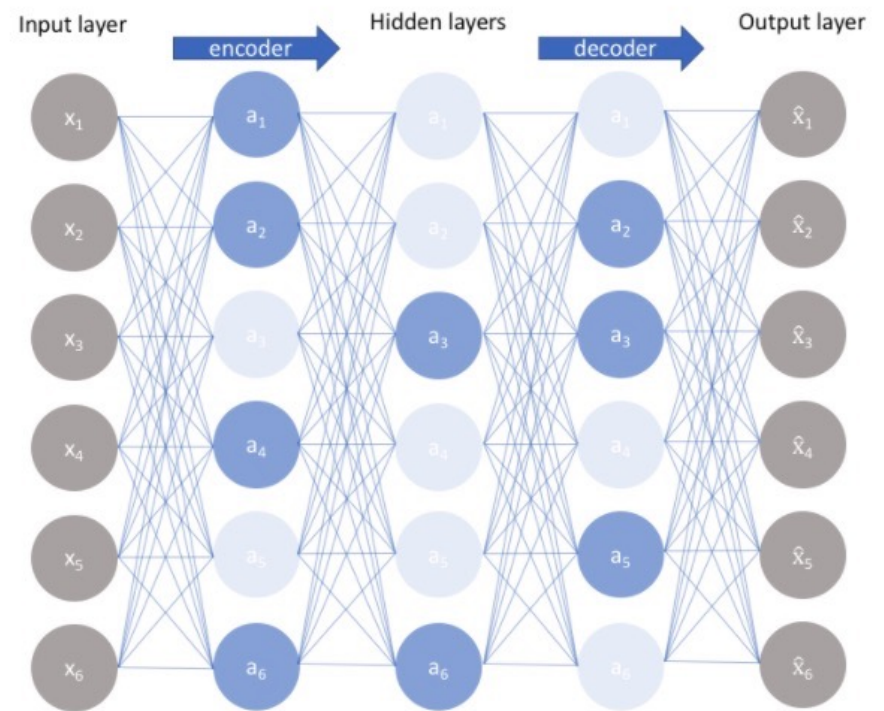 Input layer
Hidden layers
Output layer
encoder
decoder
x₁ a₁ a₁ a₁ x̂₁
x₂ a₂ a₂ a₂ x̂₂
x₃ a₃ a₃ a₃ x̂₃
x₄ a₄ a₄ a₄ x̂₄
x₅ a₅ a₅ a₅ x̂₅
x₆ a₆ a₆ a₆ x̂₆